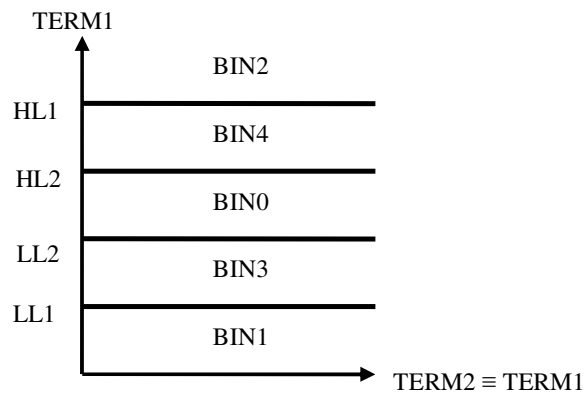 TERM1
BIN2
HL1
BIN4
HL2
BIN0
LL2
BIN3
LL1
BIN1
TERM2 ≡ TERM1